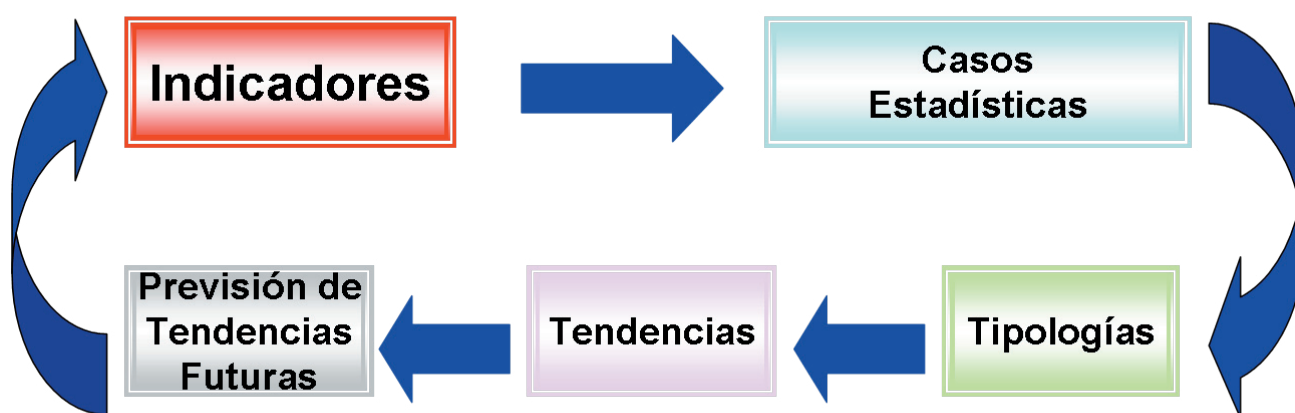 Indicadores
Casos
Estadísticas
Previsión de
Tendencias
Futuras
Tendencias
Tipologías